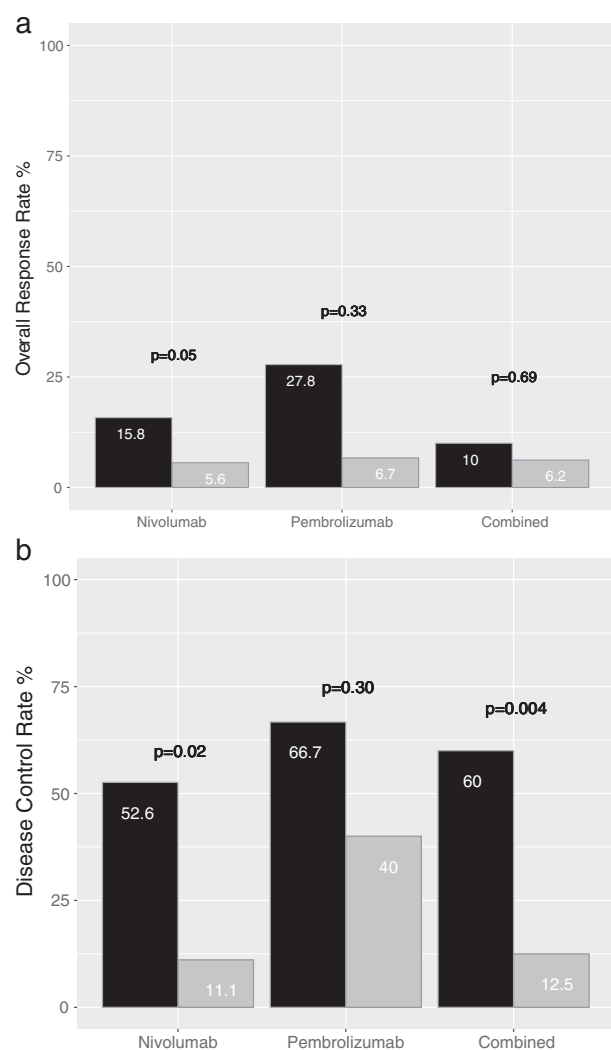 a
Overall Response Rate %
100
75
50
25
0
p=0.05
p=0.33
p=0.69
15.8
5.6
27.8
6.7
10
6.2
Nivolumab
Pembrolizumab
Combined
b
Disease Control Rate %
100
75
50
25
0
p=0.02
p=0.30
p=0.004
52.6
11.1
66.7
40
60
12.5
Nivolumab
Pembrolizumab
Combined